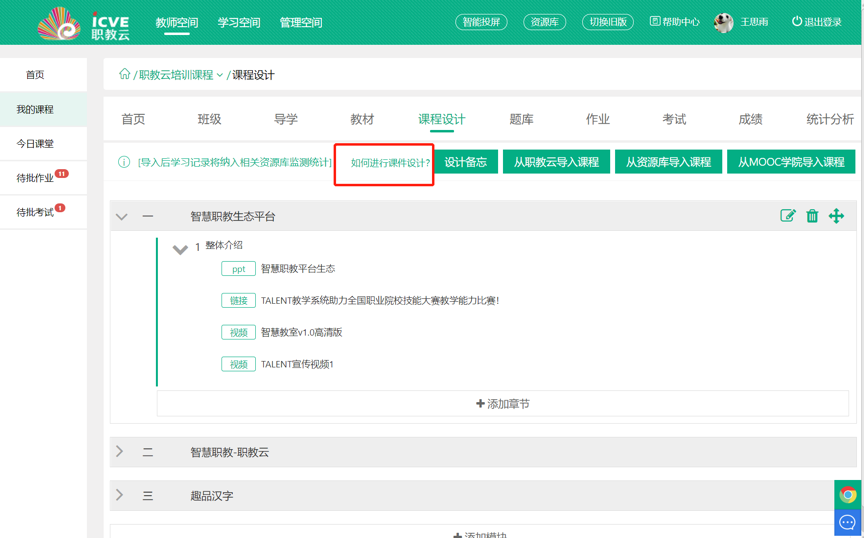 iCVE
职教云
教师空间 学习空间 管理空间 智能投屏 资源库 切换旧版 帮助中心 王思雨 退出登录
首页
我的课程
今日课堂
待批作业 11
待批考试 1
/ 职教云培训课程 / 课程设计
首页 班级 导学 教材 课程设计 题库 作业 考试 成绩 统计分析
[导入后学习记录将纳入相关资源库监测统计] 如何进行课件设计? 设计备忘 从职教云导入课程 从资源库导入课程 从MOOC学院导入课程
一 智慧职教生态平台
1 整体介绍
ppt 智慧职教平台生态
链接 TALENT教学系统助力全国职业院校技能大赛教学能力比赛!
视频 智慧教室v1.0高清版
视频 TALENT宣传视频1
添加章节
二 智慧职教-职教云
三 趣品汉字
添加模块